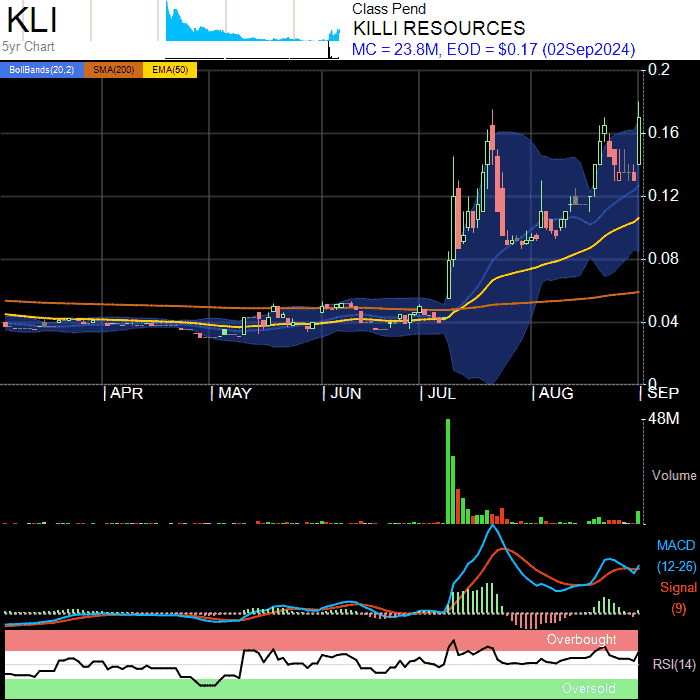 KLI
5yr Chart
Class Pend
KILLI RESOURCES
MC = 23.8M, EOD = $0.17 (02Sep2024)
BollBands(20,2) SMA(200) EMA(50)
0.2
0.16
0.12
0.08
0.04
0
APR MAY JUN JUL AUG SEP
48M
Volume
MACD
(12-26)
Signal
(9)
Overbought
RSI(14)
Oversold